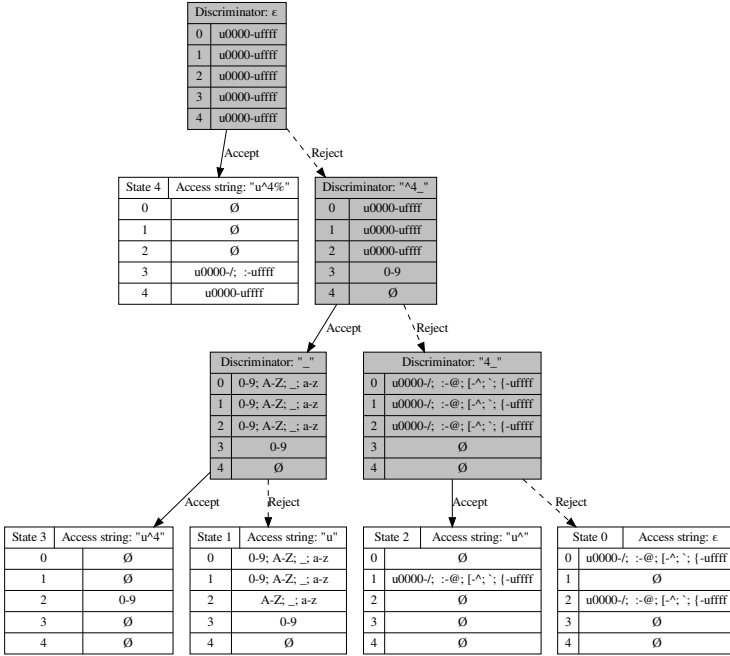 Discriminator: ε
0 u0000-uffff
1 u0000-uffff
2 u0000-uffff
3 u0000-uffff
4 u0000-uffff
Accept
Reject
State 4 Access string: "u^4%"
0 Ø
1 Ø
2 Ø
3 u0000-/; :-uffff
4 u0000-uffff
Discriminator: "^4_"
0 u0000-uffff
1 u0000-uffff
2 u0000-uffff
3 0-9
4 Ø
Accept
Reject
Discriminator: "_"
0 0-9; A-Z; _; a-z
1 0-9; A-Z; _; a-z
2 0-9; A-Z; _; a-z
3 0-9
4 Ø
Discriminator: "4_"
0 u0000-/; :-@; [-^; `; {-uffff
1 u0000-/; :-@; [-^; `; {-uffff
2 u0000-/; :-@; [-^; `; {-uffff
3 Ø
4 Ø
Accept
Reject
Accept
Reject
State 3 Access string: "u^4"
0 Ø
1 Ø
2 0-9
3 Ø
4 Ø
State 1 Access string: "u"
0 0-9; A-Z; _; a-z
1 0-9; A-Z; _; a-z
2 A-Z; _; a-z
3 0-9
4 Ø
State 2 Access string: "u^"
0 Ø
1 u0000-/; :-@; [-^; `; {-uffff
2 Ø
3 Ø
4 Ø
State 0 Access string: ε
0 u0000-/; :-@; [-^; `; {-uffff
1 Ø
2 u0000-/; :-@; [-^; `; {-uffff
3 Ø
4 Ø